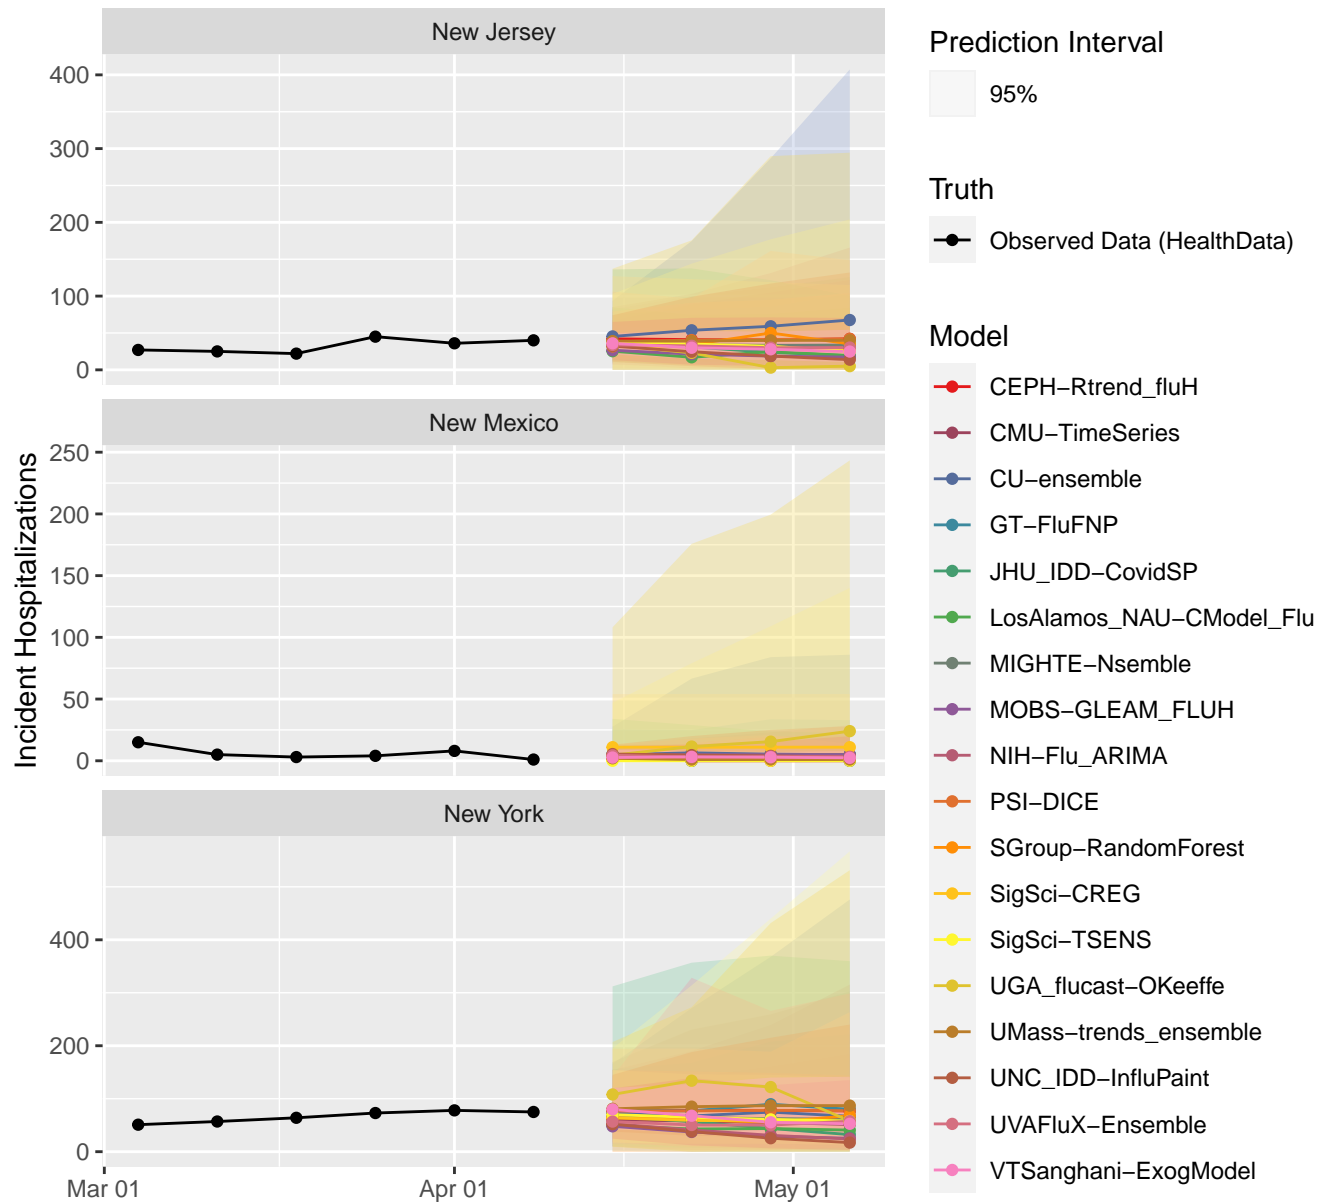 New Jersey
400
300
200
100
0
New Mexico
250
200
150
100
50
0
New York
400
200
0
Mar 01
Apr 01
May 01
Incident Hospitalizations
Prediction Interval
95%
Truth
Observed Data (HealthData)
Model
CEPH−Rtrend_fluH
CMU−TimeSeries
CU−ensemble
GT−FluFNP
JHU_IDD−CovidSP
LosAlamos_NAU−CModel_Flu
MIGHTE−Nsemble
MOBS−GLEAM_FLUH
NIH−Flu_ARIMA
PSI−DICE
SGroup−RandomForest
SigSci−CREG
SigSci−TSENS
UGA_flucast−OKeeffe
UMass−trends_ensemble
UNC_IDD−InfluPaint
UVAFluX−Ensemble
VTSanghani−ExogModel